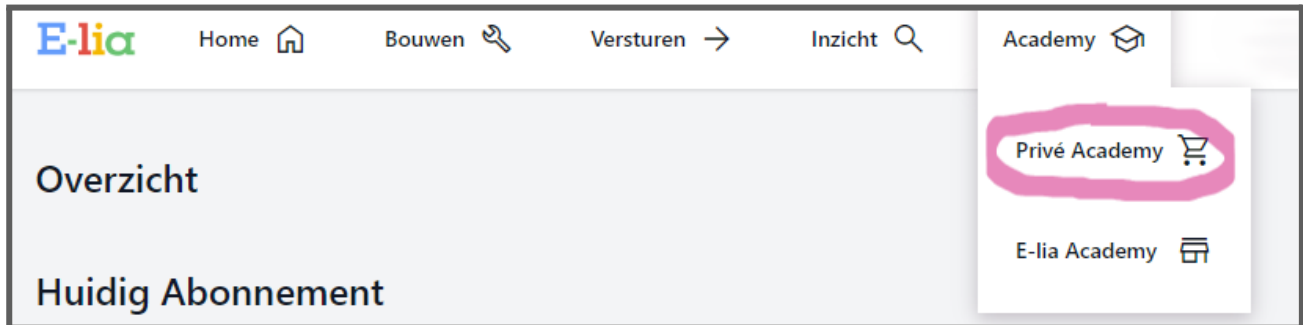 E-lia Home Bouwen Versturen Inzicht Academy
Privé Academy
Overzicht
E-lia Academy
Huidig Abonnement